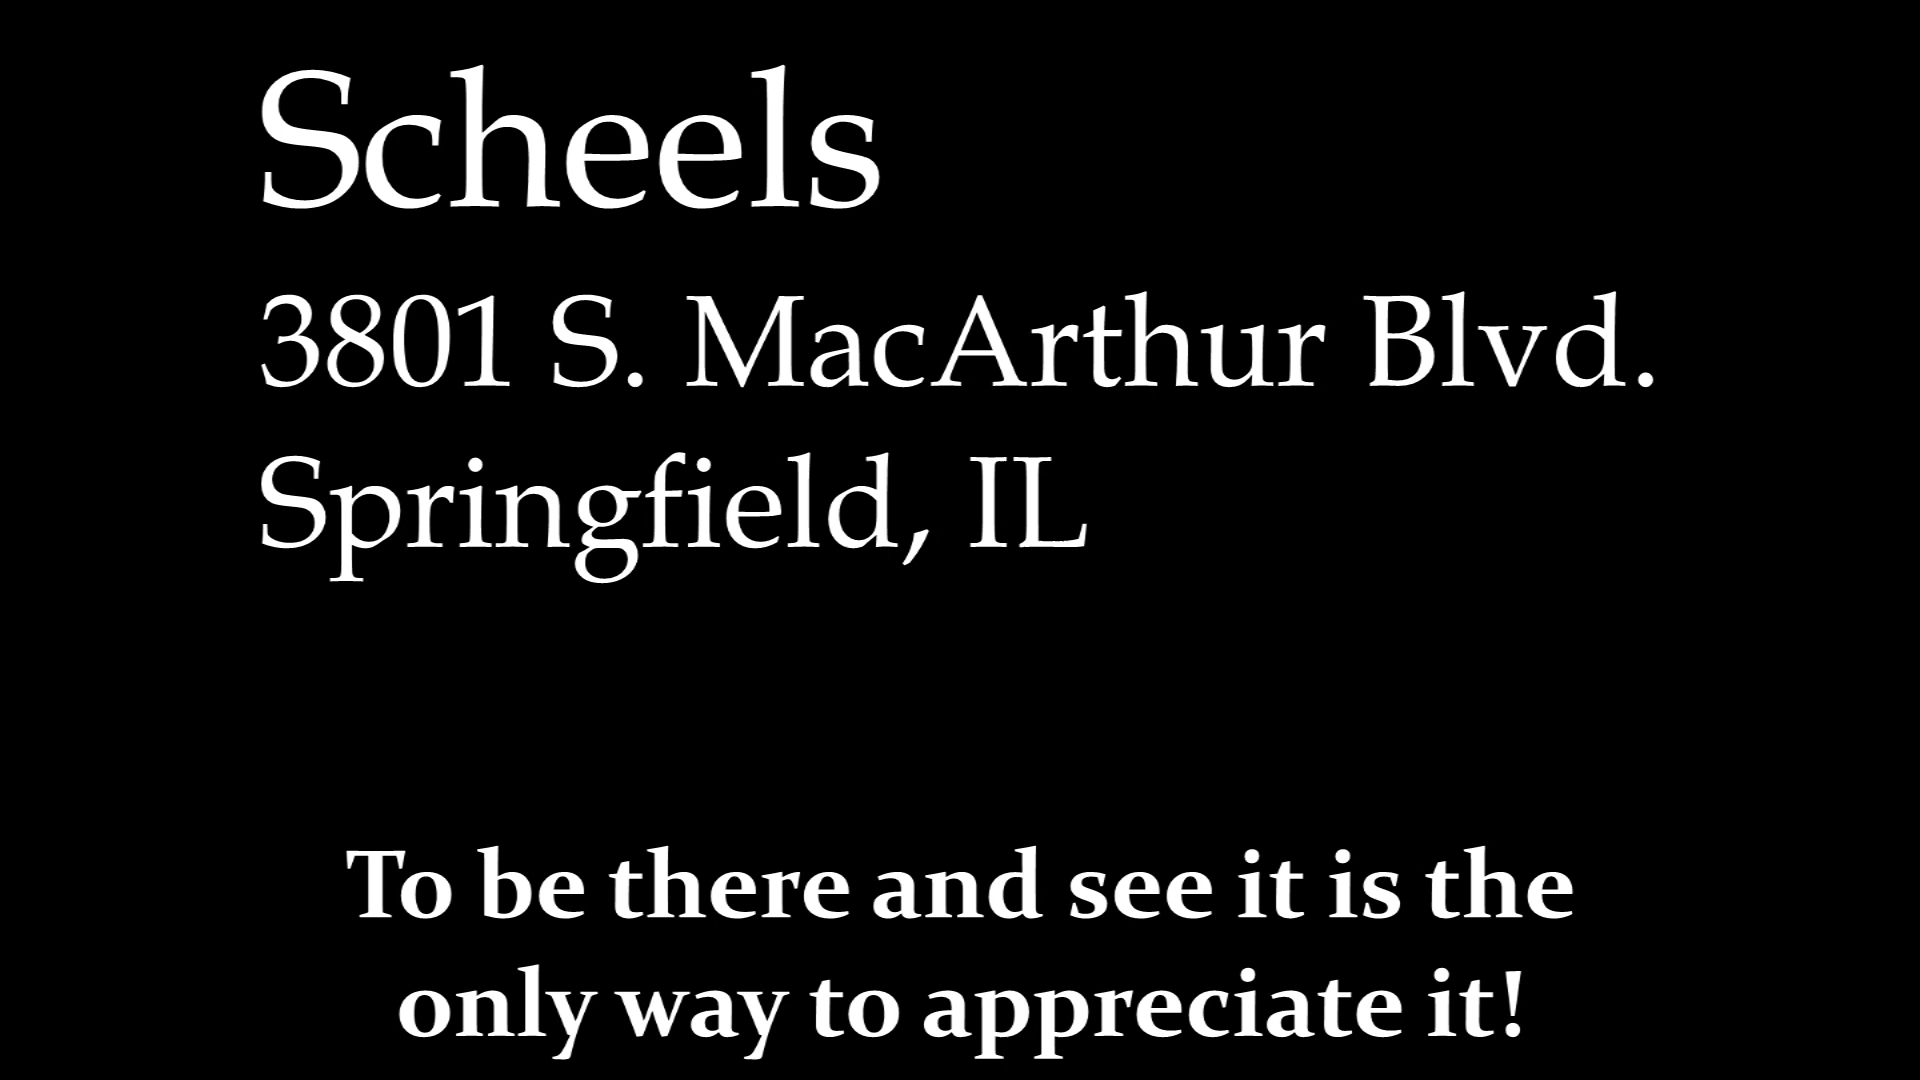 Scheels
3801 S. MacArthur Blvd.
Springfield, IL
To be there and see it is the
only way to appreciate it!